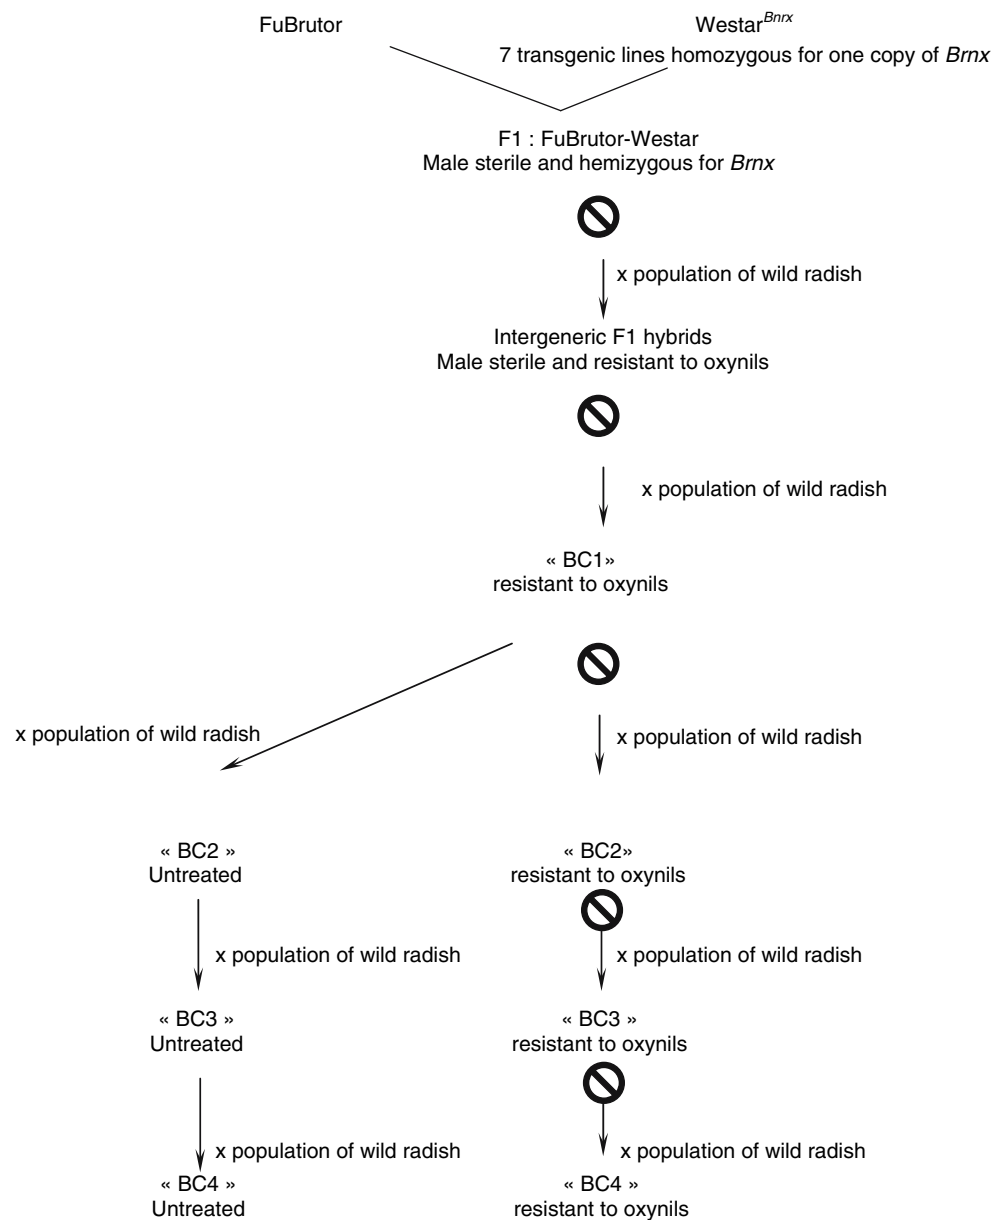 FuBrutor
Westar^Bnrx
7 transgenic lines homozygous for one copy of Brnx
F1 : FuBrutor-Westar
Male sterile and hemizygous for Brnx
x population of wild radish
Intergeneric F1 hybrids
Male sterile and resistant to oxynils
x population of wild radish
« BC1»
resistant to oxynils
x population of wild radish
x population of wild radish
« BC2 »
Untreated
« BC2»
resistant to oxynils
x population of wild radish
x population of wild radish
« BC3 »
Untreated
« BC3 »
resistant to oxynils
x population of wild radish
x population of wild radish
« BC4 »
Untreated
« BC4 »
resistant to oxynils